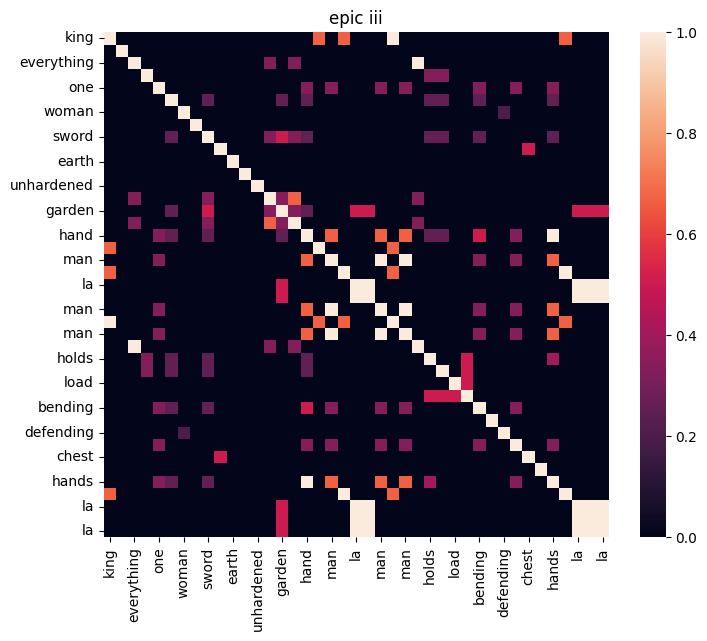 epic iii
king
everything
one
woman
sword
earth
unhardened
garden
hand
man
la
man
man
holds
load
bending
defending
chest
hands
la
la
1.0
0.8
0.6
0.4
0.2
0.0
king
everything
one
woman
sword
earth
unhardened
garden
hand
man
la
man
man
holds
load
bending
defending
chest
hands
la
la